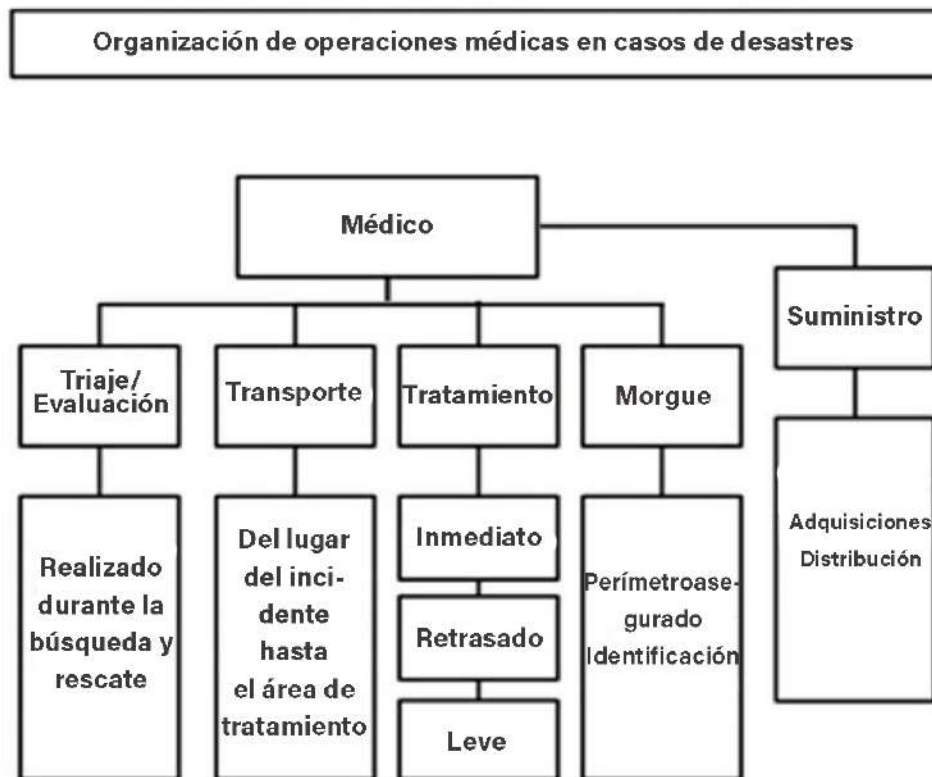 Organización de operaciones médicas en casos de desastres
Médico
Suministro
Triaje/
Evaluación
Transporte
Tratamiento
Morgue
Realizado
durante la
búsqueda y
rescate
Del lugar
del inci-
dente
hasta
el área de
tratamiento
Inmediato
Retrasado
Leve
Perímetroase-
gurado
Identificación
Adquisiciones
Distribución